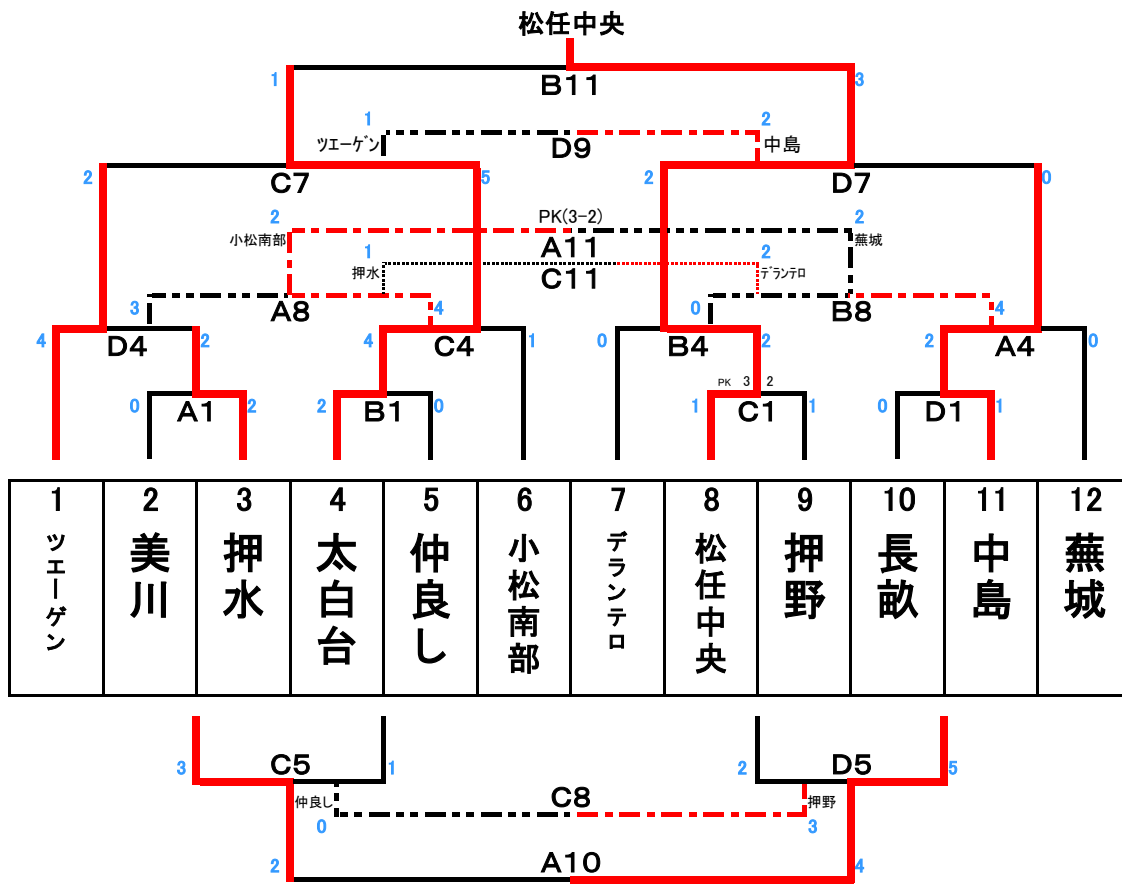 松任中央
1 3
B11
1 2
ツエーゲン D9 中島
2 C7 5 2 D7 0
2 PK(3-2) 2
小松南部 A11 蕪城
1 2
押水 C11 デランテロ
3 A8 4 0 B8 4
4 D4 2 4 C4 1 0 B4 2 2 A4 0
PK 3 2
0 A1 2 2 B1 0 1 C1 1 0 D1 1
1 2 3 4 5 6 7 8 9 10 11 12
ツエーゲン
美川
押水
太白台
仲良し
小松南部
デランテロ
松任中央
押野
長畝
中島
蕪城
3 C5 1 2 D5 5
仲良し C8 押野
0 3
2 A10 4